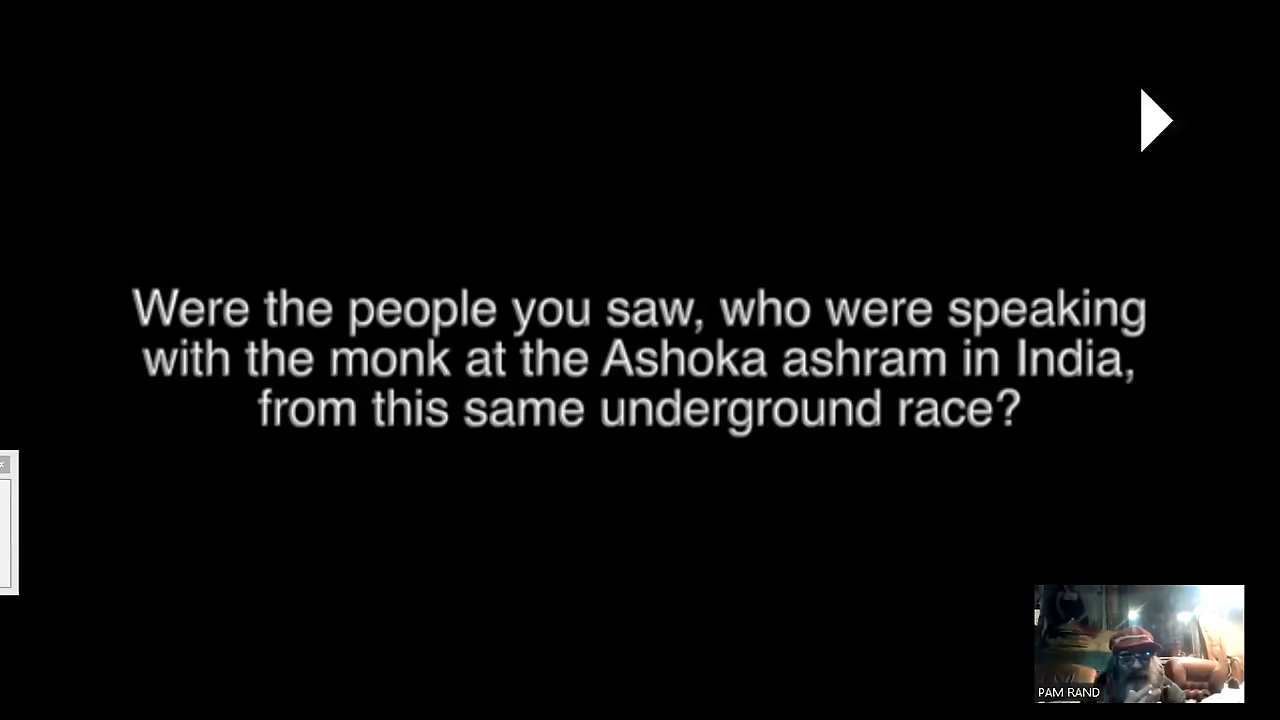 Were the people you saw, who were speaking
with the monk at the Ashoka ashram in India,
from this same underground race?
PAM RAND